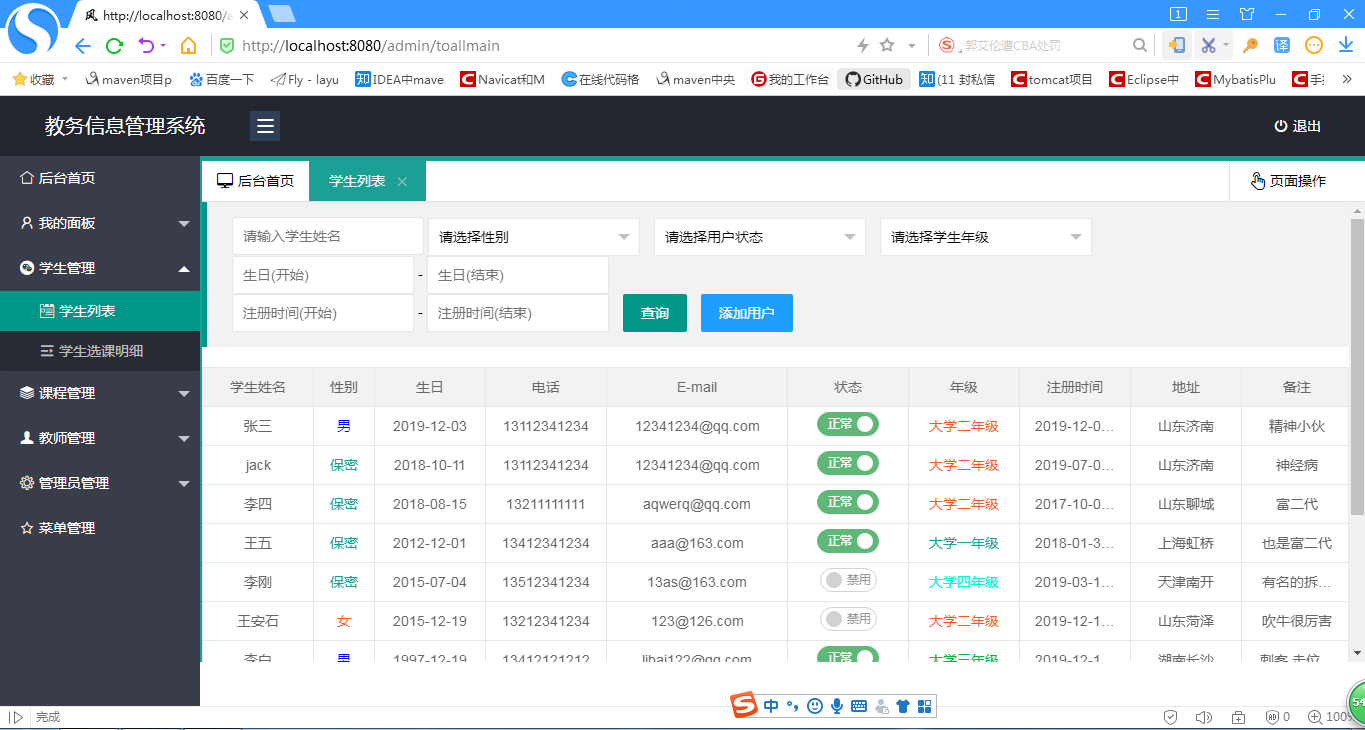 http://localhost:8080/a
1
http://localhost:8080/admin/toallmain
郭艾伦遭CBA处罚
译
收藏 maven项目p 百度一下 Fly - layu 知 IDEA中mave Navicat和M 在线代码格 maven中央 我的工作台 GitHub 知 (11 封私信 tomcat项目 Eclipse中 MybatisPlu
教务信息管理系统
退出
后台首页
我的面板
学生管理
学生列表
学生选课明细
课程管理
教师管理
管理员管理
菜单管理
后台首页 学生列表 页面操作
请输入学生姓名 请选择性别 请选择用户状态 请选择学生年级
生日(开始) - 生日(结束)
注册时间(开始) - 注册时间(结束) 查询 添加用户
学生姓名 性别 生日 电话 E-mail 状态 年级 注册时间 地址 备注
张三 男 2019-12-03 13112341234 12341234@qq.com 正常 大学二年级 2019-12-0... 山东济南 精神小伙
jack 保密 2018-10-11 13112341234 12341234@qq.com 正常 大学二年级 2019-07-0... 山东济南 神经病
李四 保密 2018-08-15 13211111111 aqwerq@qq.com 正常 大学二年级 2017-10-0... 山东聊城 富二代
王五 保密 2012-12-01 13412341234 aaa@163.com 正常 大学一年级 2018-01-3... 上海虹桥 也是富二代
李刚 保密 2015-07-04 13512341234 13as@163.com 禁用 大学四年级 2019-03-1... 天津南开 有名的拆...
王安石 女 2015-12-19 13212341234 123@126.com 禁用 大学二年级 2019-12-1... 山东菏泽 吹牛很厉害
李白 男 1997-12-19 13412121212 libai122@qq.com 正常 大学三年级 2019-12-1... 湖南长沙
完成
中
0
100%
54